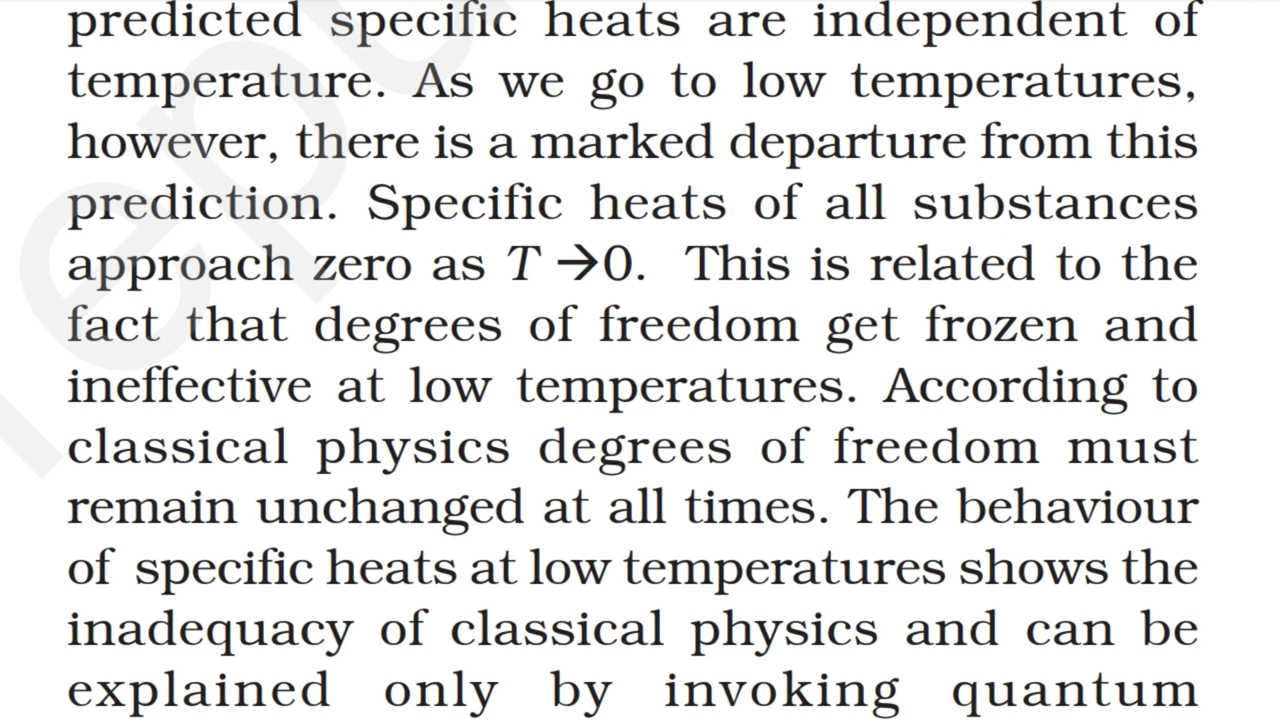 predicted specific heats are independent of
temperature. As we go to low temperatures,
however, there is a marked departure from this
prediction. Specific heats of all substances
approach zero as T →0. This is related to the
fact that degrees of freedom get frozen and
ineffective at low temperatures. According to
classical physics degrees of freedom must
remain unchanged at all times. The behaviour
of specific heats at low temperatures shows the
inadequacy of classical physics and can be
explained only by invoking quantum